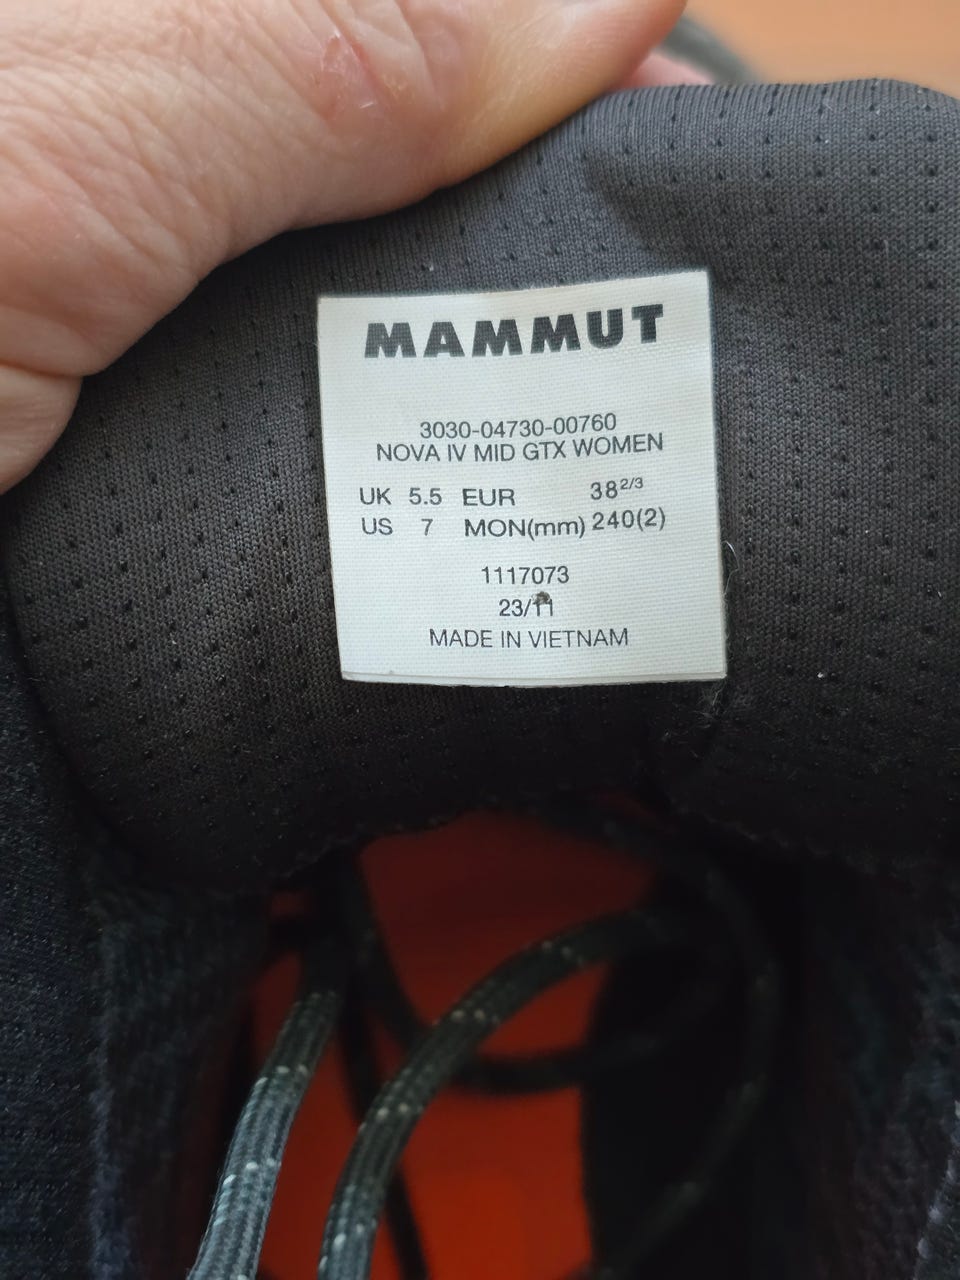 MAMMUT
3030-04730-00760
NOVA IV MID GTX WOMEN
UK 5.5 EUR 38 2/3
US 7 MON(mm) 240(2)
1117073
23/11
MADE IN VIETNAM